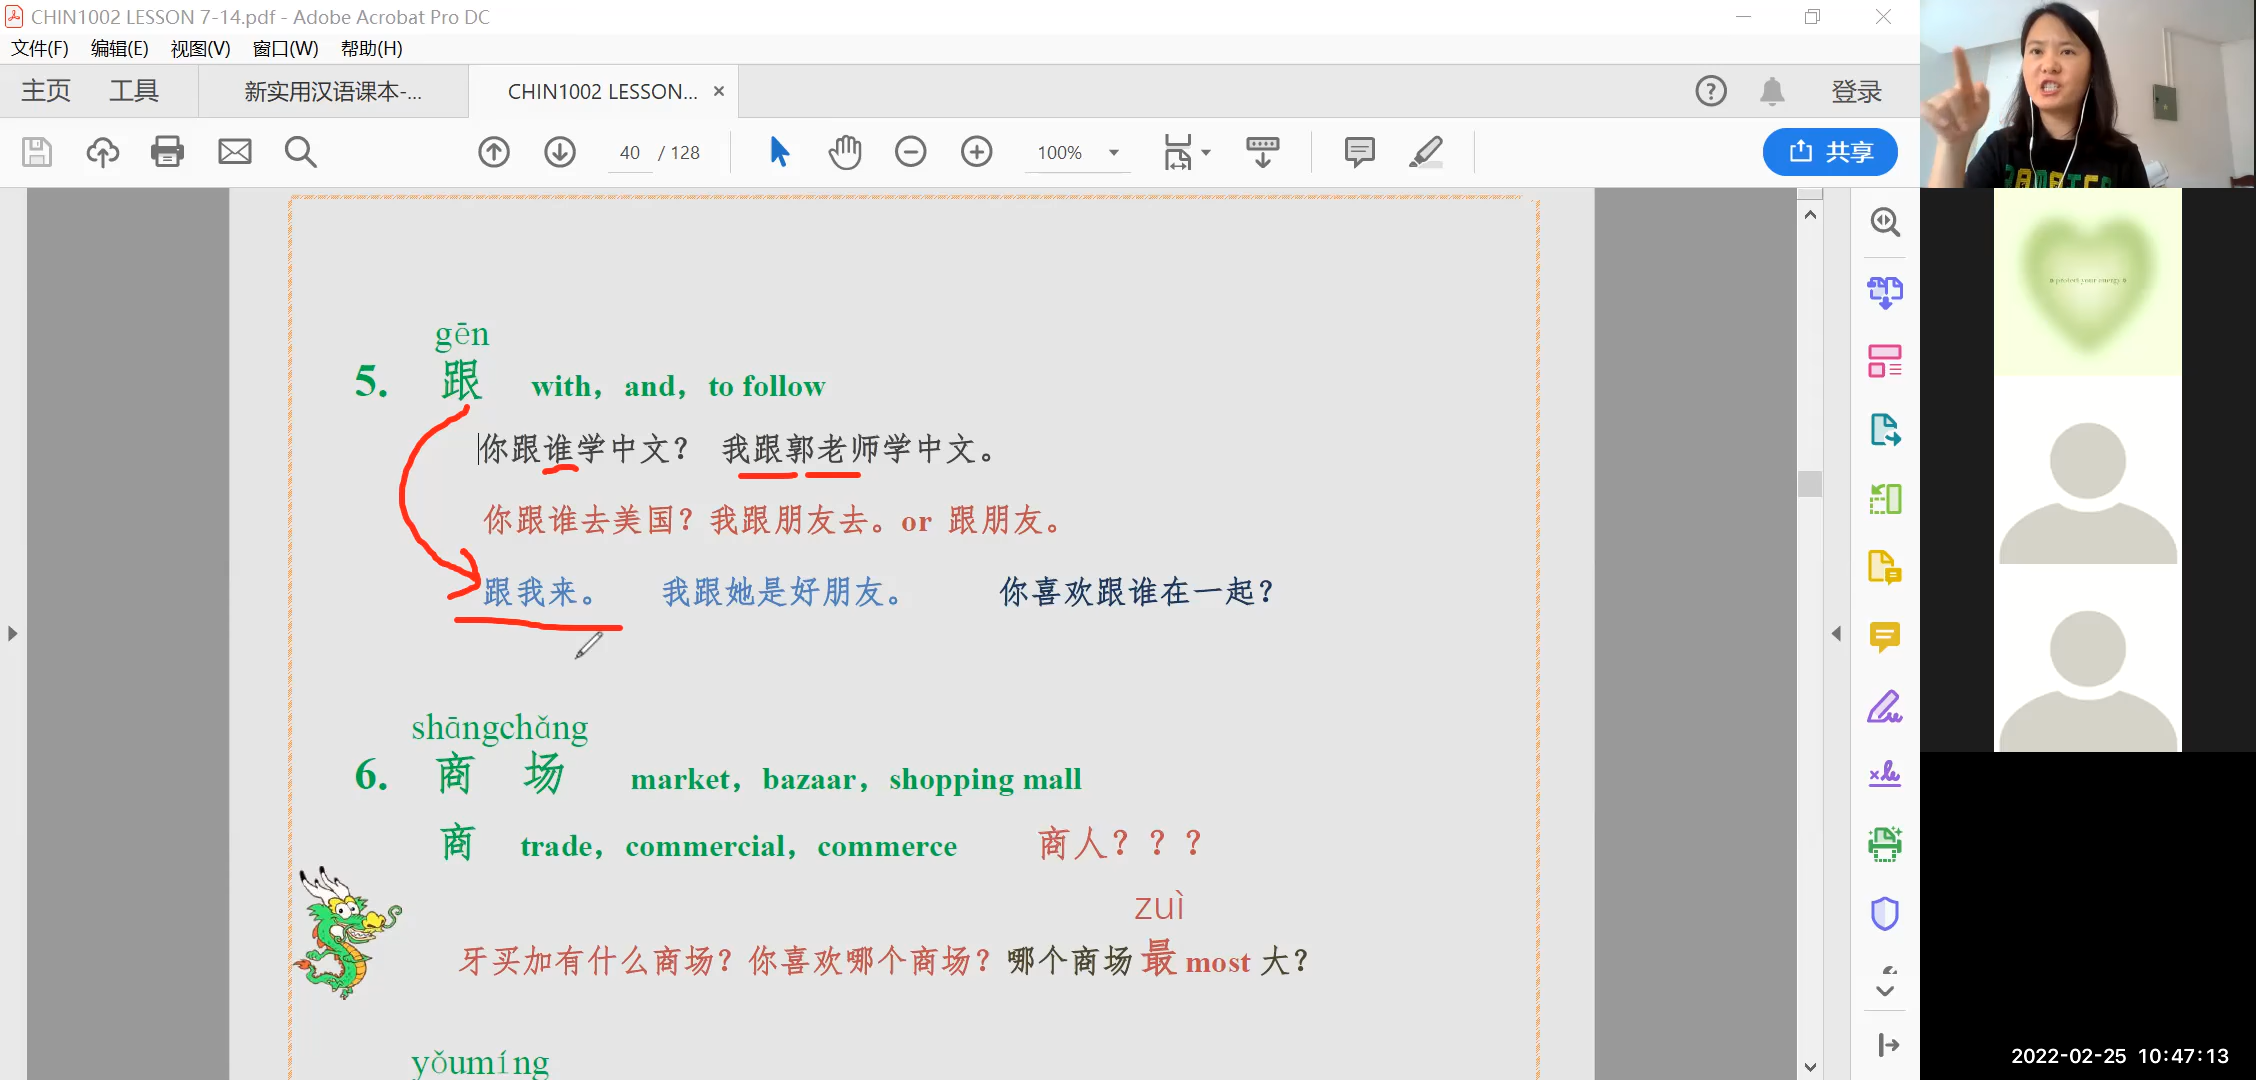 CHIN1002 LESSON 7-14.pdf - Adobe Acrobat Pro DC
文件(F) 编辑(E) 视图(V) 窗口(W) 帮助(H)
主页 工具 新实用汉语课本-... CHIN1002 LESSON... × 登录
40 / 128 100% 共享
gēn
5. 跟 with, and, to follow
你跟谁学中文？ 我跟郭老师学中文。
你跟谁去美国？我跟朋友去。or 跟朋友。
跟我来。 我跟她是好朋友。 你喜欢跟谁在一起？
shāngchǎng
6. 商 场 market, bazaar, shopping mall
商 trade, commercial, commerce 商人？？？
zuì
牙买加有什么商场？你喜欢哪个商场？哪个商场 最 most 大？
yǒumíng
protect your energy
2022-02-25 10:47:13